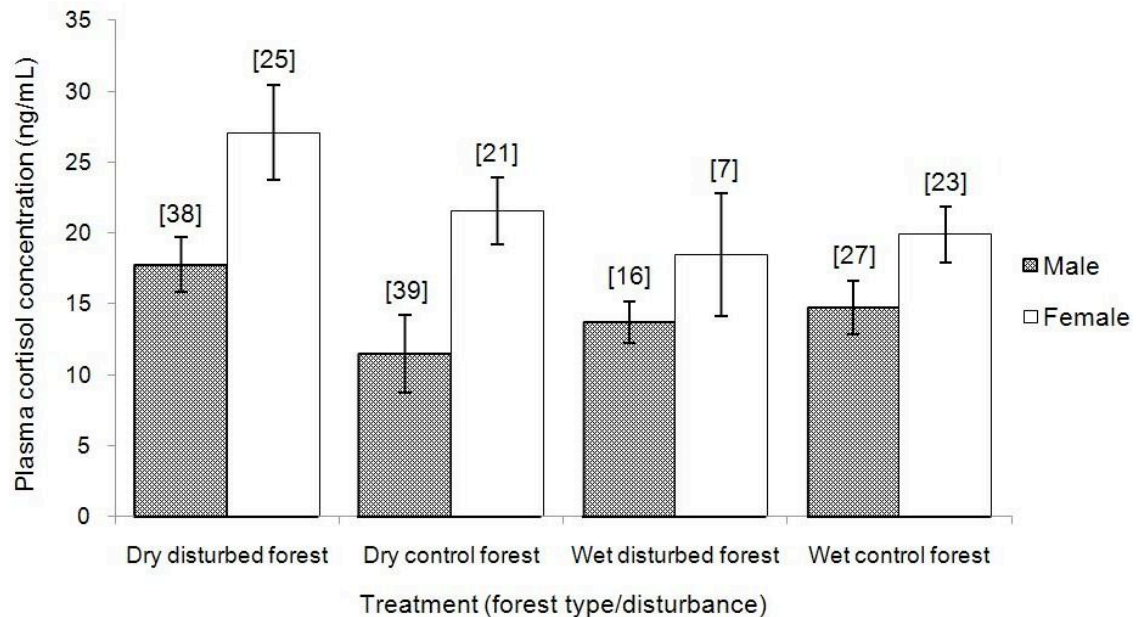 Plasma cortisol concentration (ng/mL)
35
30
25
20
15
10
5
0
[38]
[25]
[39]
[21]
[16]
[7]
[27]
[23]
Male
Female
Dry disturbed forest
Dry control forest
Wet disturbed forest
Wet control forest
Treatment (forest type/disturbance)